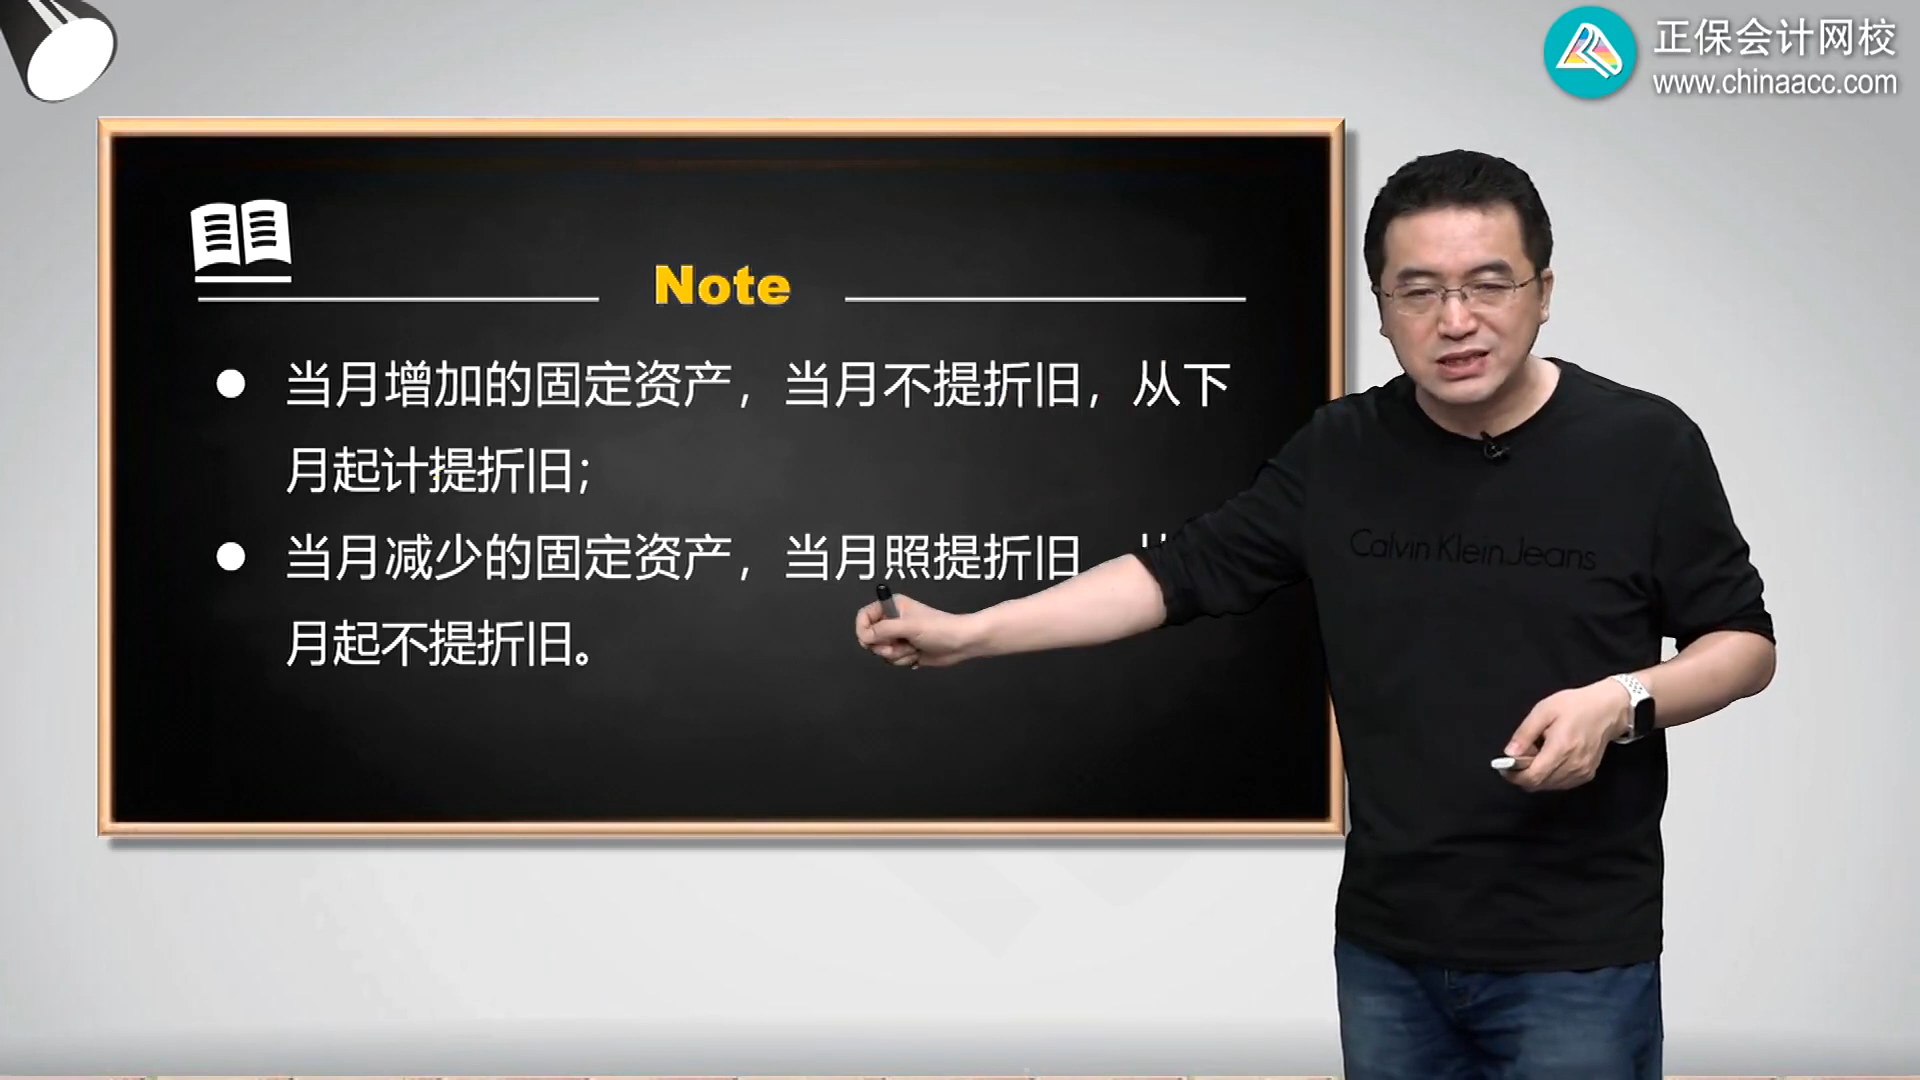 正保会计网校
www.chinaacc.com
Note
当月增加的固定资产，当月不提折旧，从下
月起计提折旧；
当月减少的固定资产，当月照提折旧
月起不提折旧。
Calvin Klein Jeans